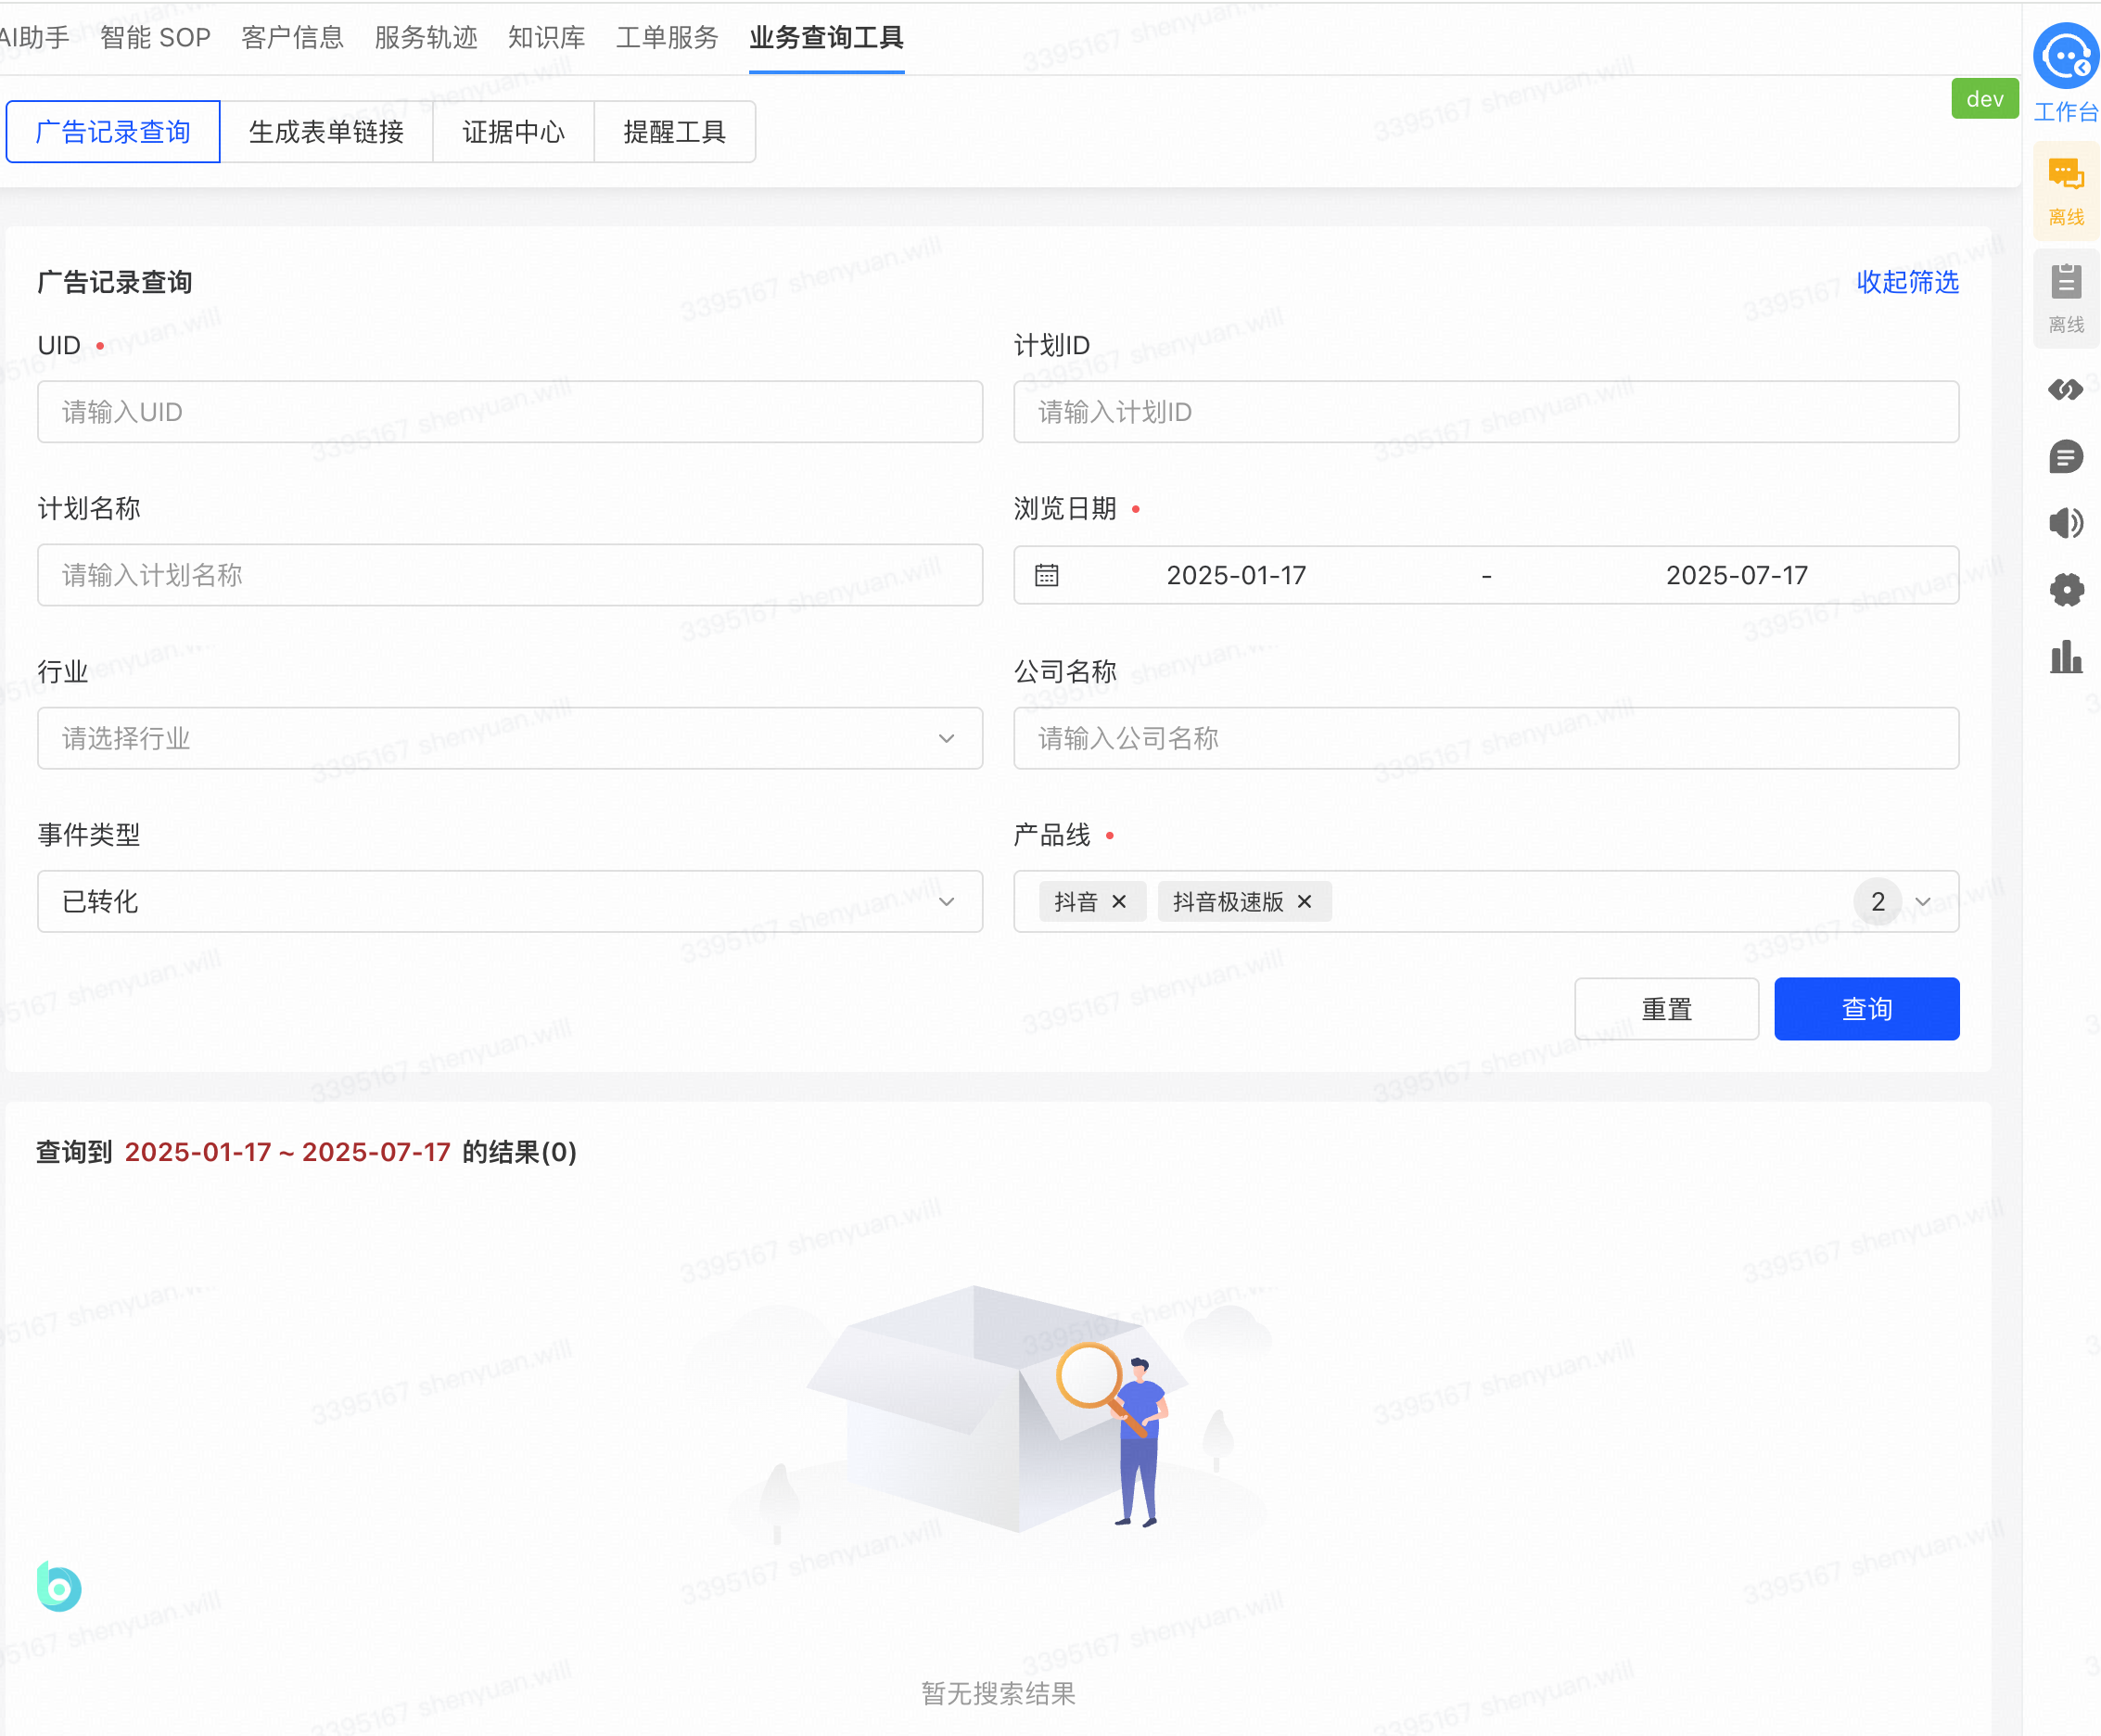 AI助手 智能 SOP 客户信息 服务轨迹 知识库 工单服务 业务查询工具
dev
工作台
广告记录查询 生成表单链接 证据中心 提醒工具
离线
离线
广告记录查询 收起筛选
UID 计划ID
请输入UID 请输入计划ID
计划名称 浏览日期
请输入计划名称 2025-01-17 - 2025-07-17
行业 公司名称
请选择行业 请输入公司名称
事件类型 产品线
已转化 抖音 × 抖音极速版 × 2
重置 查询
查询到 2025-01-17 ~ 2025-07-17 的结果(0)
暂无搜索结果
3395167 shenyuan.will